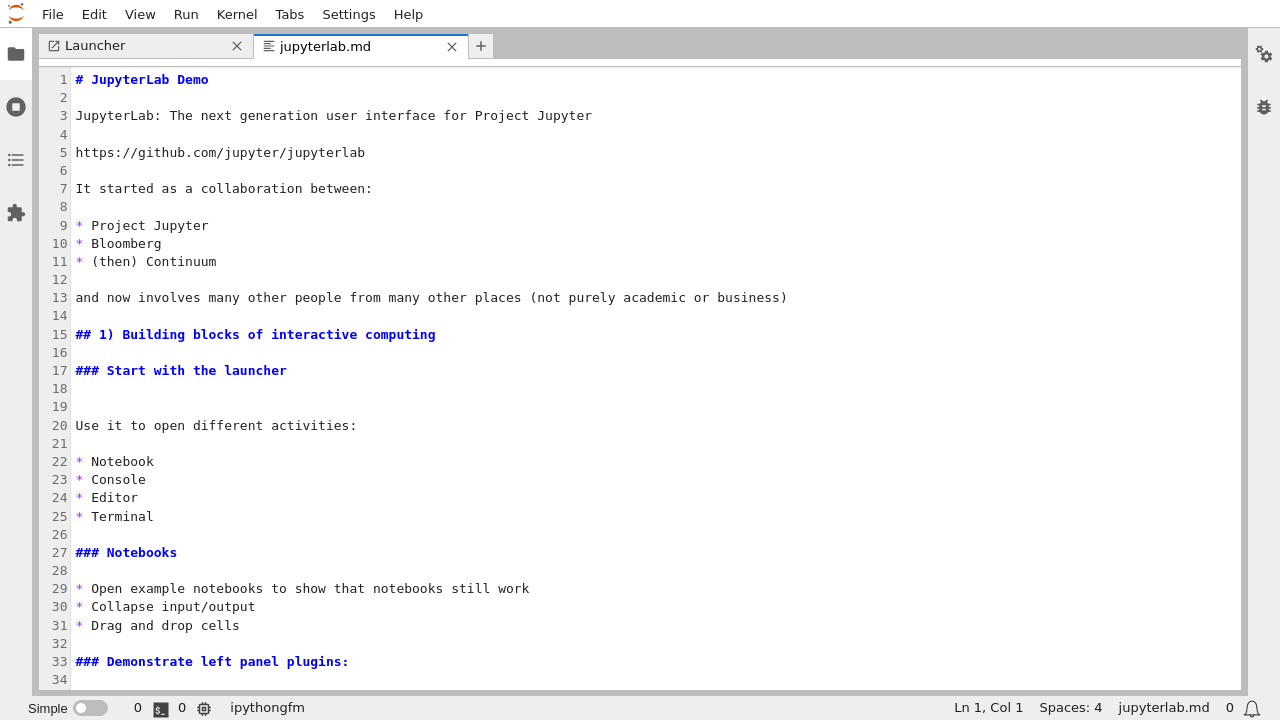 File Edit View Run Kernel Tabs Settings Help
Launcher
jupyterlab.md
1 # JupyterLab Demo
2
3 JupyterLab: The next generation user interface for Project Jupyter
4
5 https://github.com/jupyter/jupyterlab
6
7 It started as a collaboration between:
8
9 * Project Jupyter
10 * Bloomberg
11 * (then) Continuum
12
13 and now involves many other people from many other places (not purely academic or business)
14
15 ## 1) Building blocks of interactive computing
16
17 ### Start with the launcher
18
19
20 Use it to open different activities:
21
22 * Notebook
23 * Console
24 * Editor
25 * Terminal
26
27 ### Notebooks
28
29 * Open example notebooks to show that notebooks still work
30 * Collapse input/output
31 * Drag and drop cells
32
33 ### Demonstrate left panel plugins:
34
Simple 0 $_ 0 ipythongfm Ln 1, Col 1 Spaces: 4 jupyterlab.md 0